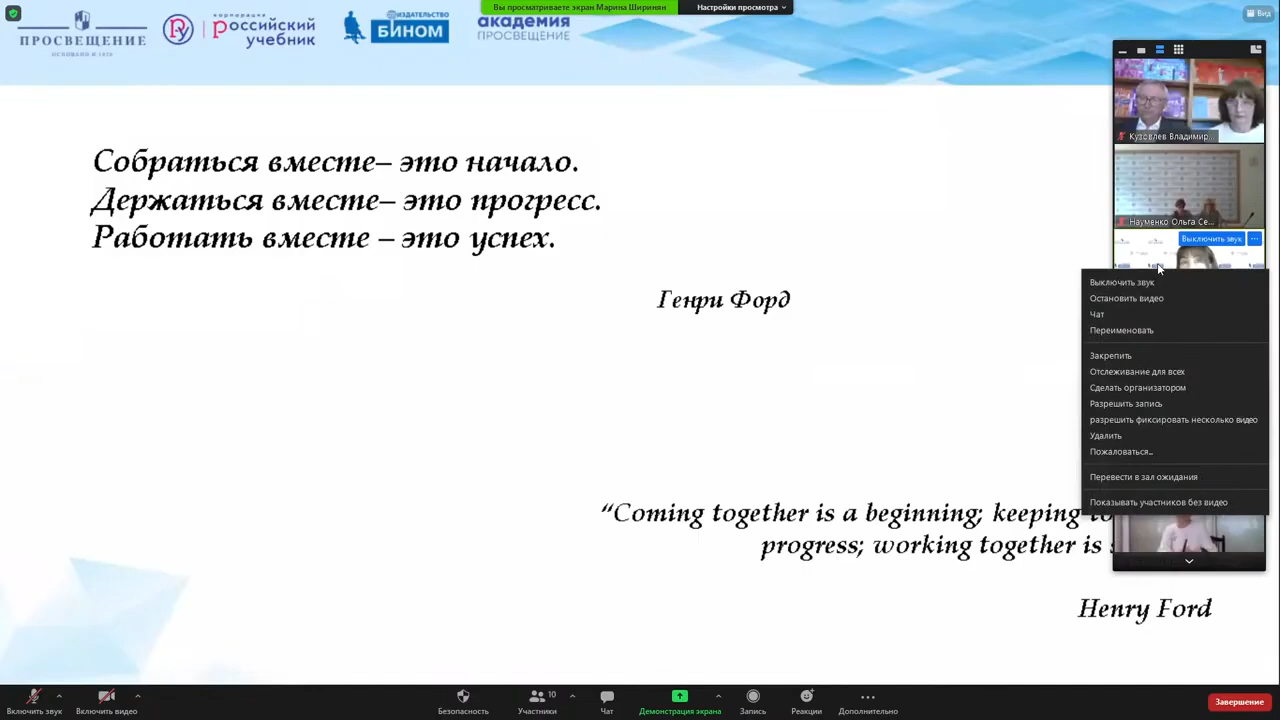 Вы просматриваете экран Марина Ширинян
Настройки просмотра
Вид
ПРОСВЕЩЕНИЕ
корпорация
Российский
учебник
ИЗДАТЕЛЬСТВО
БИНОМ
академия
ПРОСВЕЩЕНИЕ
Собраться вместе– это начало.
Держаться вместе– это прогресс.
Работать вместе – это успех.
Генри Форд
“Coming together is a beginning; keeping
progress; working together is
Henry Ford
Кузовлев Владимир...
Науменко Ольга Се...
Выключить звук
...
Выключить звук
Остановить видео
Чат
Переименовать
Закрепить
Отслеживание для всех
Сделать организатором
Разрешить запись
разрешить фиксировать несколько видео
Удалить
Пожаловаться...
Перевести в зал ожидания
Показывать участников без видео
Включить звук
Включить видео
Безопасность
Участники
10
Чат
Демонстрация экрана
Запись
Реакции
Дополнительно
Завершение